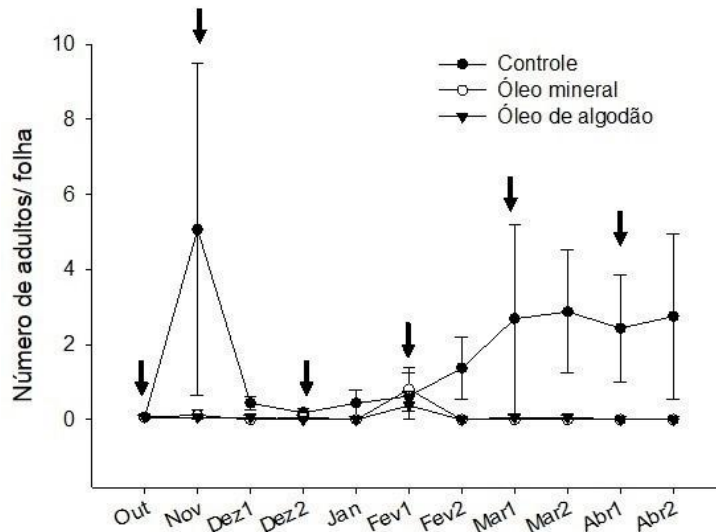 10
8
6
4
2
0
Número de adultos/ folha
Controle
Óleo mineral
Óleo de algodão
Out Nov Dez1 Dez2 Jan Fev1 Fev2 Mar1 Mar2 Abr1 Abr2